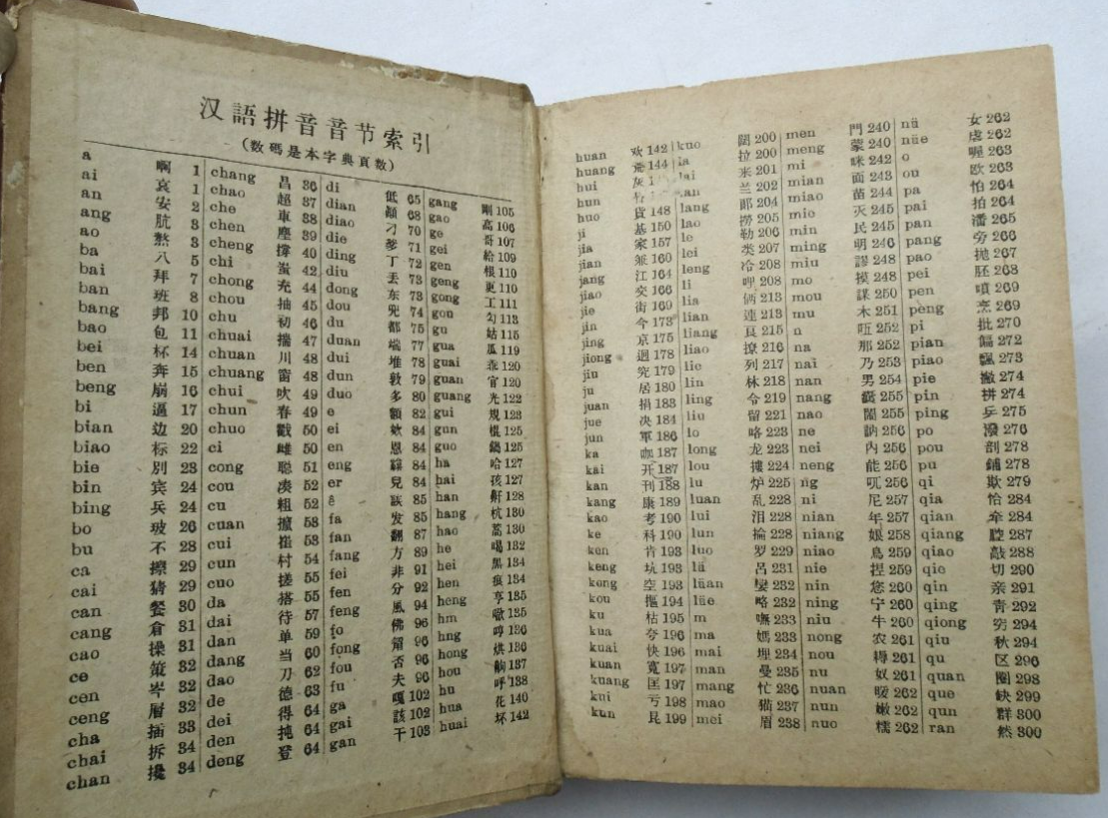 汉語拼音音节索引
(数碼是本字典頁数)
a 啊 1
ai 哀 1
an 安 2
ang 肮 3
ao 熬 3
ba 八 5
bai 拜 7
ban 班 8
bang 邦 10
bao 包 11
bei 杯 14
ben 奔 15
beng 崩 16
bi 逼 17
bian 边 20
biao 标 22
bie 別 23
bin 宾 24
bing 兵 24
bo 玻 26
bu 不 28
ca 擦 29
cai 猜 29
can 餐 30
cang 倉 31
cao 操 31
ce 策 32
cen 岑 32
ceng 層 32
cha 插 33
chai 拆 34
chan 攙 34
chang 昌 36
chao 超 37
che 車 38
chen 塵 39
cheng 撐 40
chi 蚩 42
chong 充 44
chou 抽 45
chu 初 46
chuai 揣 47
chuan 川 48
chuang 窗 48
chui 吹 49
chun 春 49
chuo 戳 50
ci 雌 50
cong 聪 51
cou 凑 52
cu 粗 52
cuan 攛 53
cui 崔 53
cun 村 54
cuo 搓 55
da 搭 55
dai 待 57
dan 单 59
dang 当 60
dao 刀 62
de 德 63
dei 得 64
den 扽 64
deng 登 64
di 低 65
dian 顛 68
diao 刁 70
die 爹 71
ding 丁 72
diu 丢 73
dong 东 73
dou 兜 74
du 都 75
duan 端 77
dui 堆 78
dun 敦 79
duo 多 80
e 額 82
ei 欸 84
en 恩 84
eng 鞥 84
er 兒 84
ê 誒 85
fa 发 85
fan 翻 87
fang 方 89
fei 非 91
fen 分 92
feng 風 94
fo 佛 96
fong 甮 96
fou 否 96
fu 夫 96
ga 嘎 102
gai 該 102
gan 干 103
gang 剛 105
gao 高 106
ge 哥 107
gei 給 109
gen 根 110
geng 更 110
gong 工 111
gou 勾 113
gu 姑 115
gua 瓜 119
guai 乖 120
guan 官 120
guang 光 122
gui 規 123
gun 棍 125
guo 鍋 125
ha 哈 127
hai 孩 127
han 鼾 128
hang 杭 130
hao 蒿 130
he 喝 132
hei 黑 134
hen 痕 134
heng 亨 135
hm 噷 135
hng 哼 136
hong 烘 136
hou 齁 137
hu 呼 138
hua 花 140
huai 坏 142
huan 欢 142
huang 荒 144
hui 灰
hun
huo 貨 148
ji 基 150
jia 家 157
jian 兼 160
jang 江 164
jiao 交 166
jie 街 169
jin 今 173
jing 京 175
jiong 迥 178
jiu 究 179
ju 居 180
juan 捐 183
jue 决 184
jun 軍 186
ka 咖 187
kai 开 187
kan 刊 188
kang 康 189
kao 考 190
ke 科 190
ken 肯 193
keng 坑 193
kong 空 193
kou 摳 194
ku 枯 195
kua 夸 196
kuai 快 196
kuan 寬 197
kuang 匡 197
kui 亏 198
kun 昆 199
kuo 闊 200
la 拉 200
lai 来 201
lan 兰 202
lang 郎 204
lao 撈 205
le 勒 206
lei 类 207
leng 冷 208
li 哩 208
lia 俩 213
lian 連 213
liang 良 215
liao 撩 216
lie 列 217
lin 林 218
ling 令 219
liu 留 221
lo 咯 223
long 龙 223
lou 摟 224
lu 炉 225
luan 乱 228
lui 泪 228
lun 掄 228
luo 罗 229
lü 呂 231
lüan 232
lüe 略 232
m 嘸 233
ma 媽 233
mai 埋 234
man 曼 235
mang 忙 236
mao 猫 237
mei 眉 238
men 門 240
meng 蒙 240
mi 咪 242
mian 面 243
miao 苗 244
mie 灭 245
min 民 245
ming 明 246
miu 謬 248
mo 摸 248
mou 謀 250
mu 木 251
n 252
na 那 252
nai 乃 253
nan 男 254
nang 囊 255
nao 鬧 255
ne 訥 256
nei 內 256
neng 能 256
ng 256
ni 尼 257
nian 年 257
niang 娘 258
niao 鳥 259
nie 捏 259
nin 您 260
ning 宁 260
niu 牛 260
nong 农 261
nou 耨 261
nu 奴 261
nuan 暖 262
nun 嫩 262
nuo 糯 262
nü 女 262
nüe 虐 262
o 喔 263
ou 欧 263
pa 怕 264
pai 拍 264
pan 潘 265
pang 旁 266
pao 抛 267
pei 胚 268
pen 噴 269
peng 烹 269
pi 批 270
pian 偏 272
piao 飄 273
pie 撇 274
pin 拼 274
ping 乒 275
po 潑 276
pou 剖 278
pu 鋪 278
qi 欺 279
qia 恰 284
qian 牵 284
qiang 腔 287
qiao 敲 288
qie 切 290
qin 亲 291
qing 青 292
qiong 穷 294
qiu 秋 294
qu 区 296
quan 圈 298
que 缺 299
qun 群 300
ran 然 300